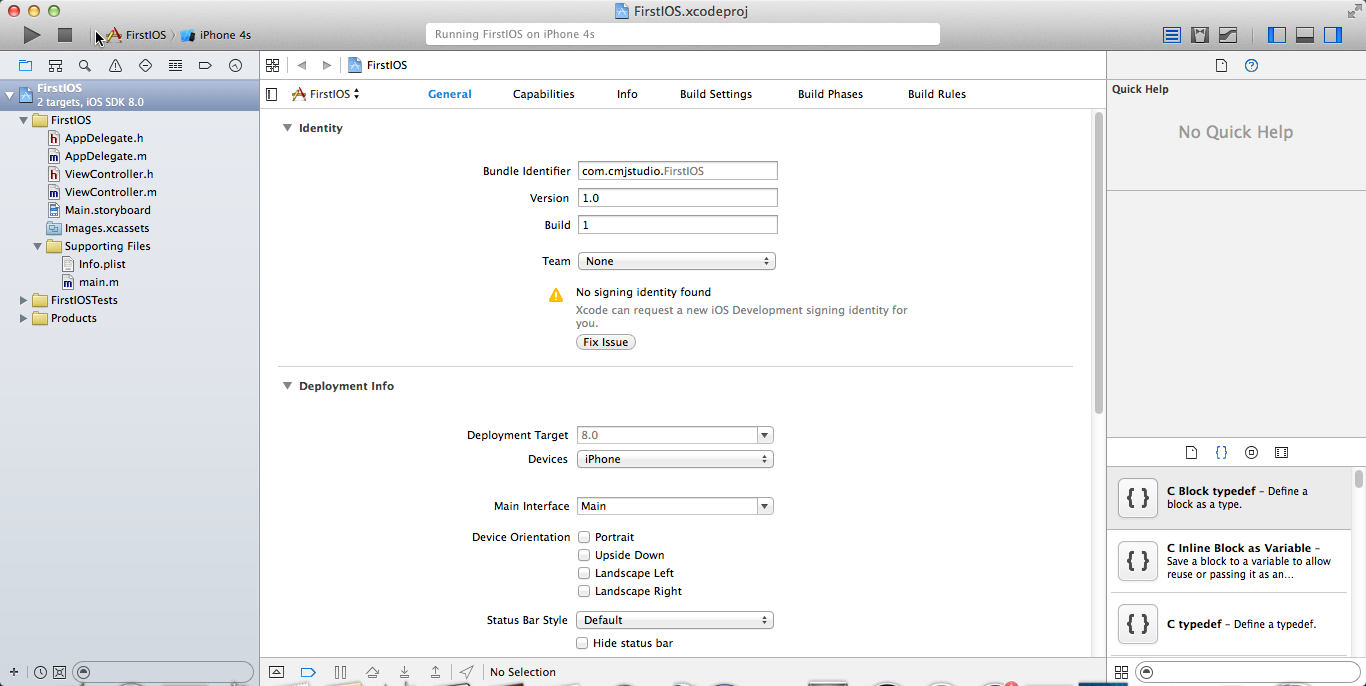 FirstIOS.xcodeproj
FirstIOS
iPhone 4s
Running FirstIOS on iPhone 4s
FirstIOS
2 targets, iOS SDK 8.0
FirstIOS
AppDelegate.h
AppDelegate.m
ViewController.h
ViewController.m
Main.storyboard
Images.xcassets
Supporting Files
Info.plist
main.m
FirstIOSTests
Products
FirstIOS
FirstIOS
General
Capabilities
Info
Build Settings
Build Phases
Build Rules
Identity
Bundle Identifier com.cmjstudio.FirstIOS
Version 1.0
Build 1
Team None
No signing identity found
Xcode can request a new iOS Development signing identity for
you.
Fix Issue
Deployment Info
Deployment Target 8.0
Devices iPhone
Main Interface Main
Device Orientation Portrait
Upside Down
Landscape Left
Landscape Right
Status Bar Style Default
Hide status bar
No Selection
Quick Help
No Quick Help
{ } C Block typedef – Define a
block as a type.
{ } C Inline Block as Variable –
Save a block to a variable to allow
reuse or passing it as an...
{ } C typedef – Define a typedef.